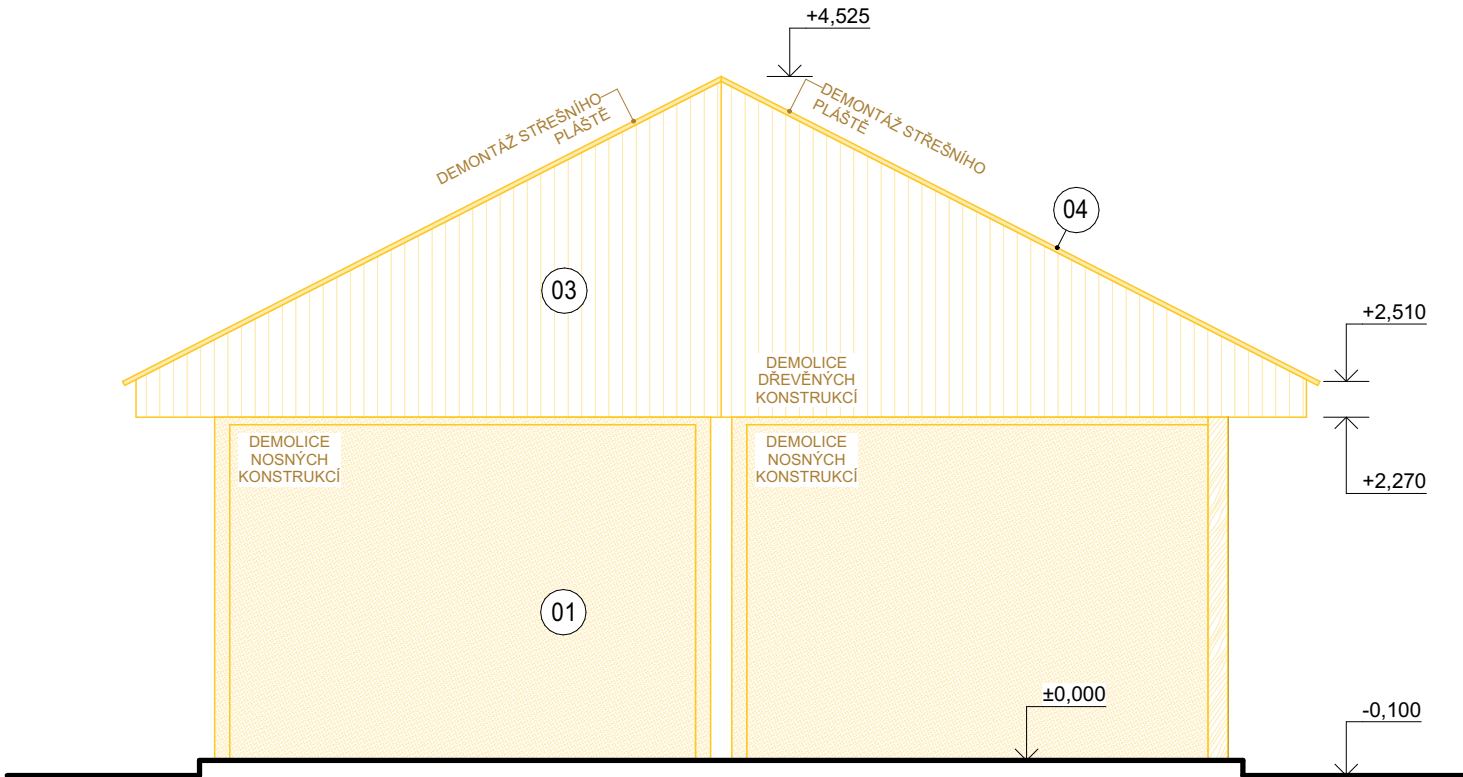 +4,525
DEMONTÁŽ STŘEŠNÍHO
PLÁŠTĚ
DEMONTÁŽ STŘEŠNÍHO
PLÁŠTĚ
04
03
+2,510
DEMOLICE
DŘEVĚNÝCH
KONSTRUKCÍ
DEMOLICE
NOSNÝCH
KONSTRUKCÍ
DEMOLICE
NOSNÝCH
KONSTRUKCÍ
+2,270
01
±0,000
-0,100